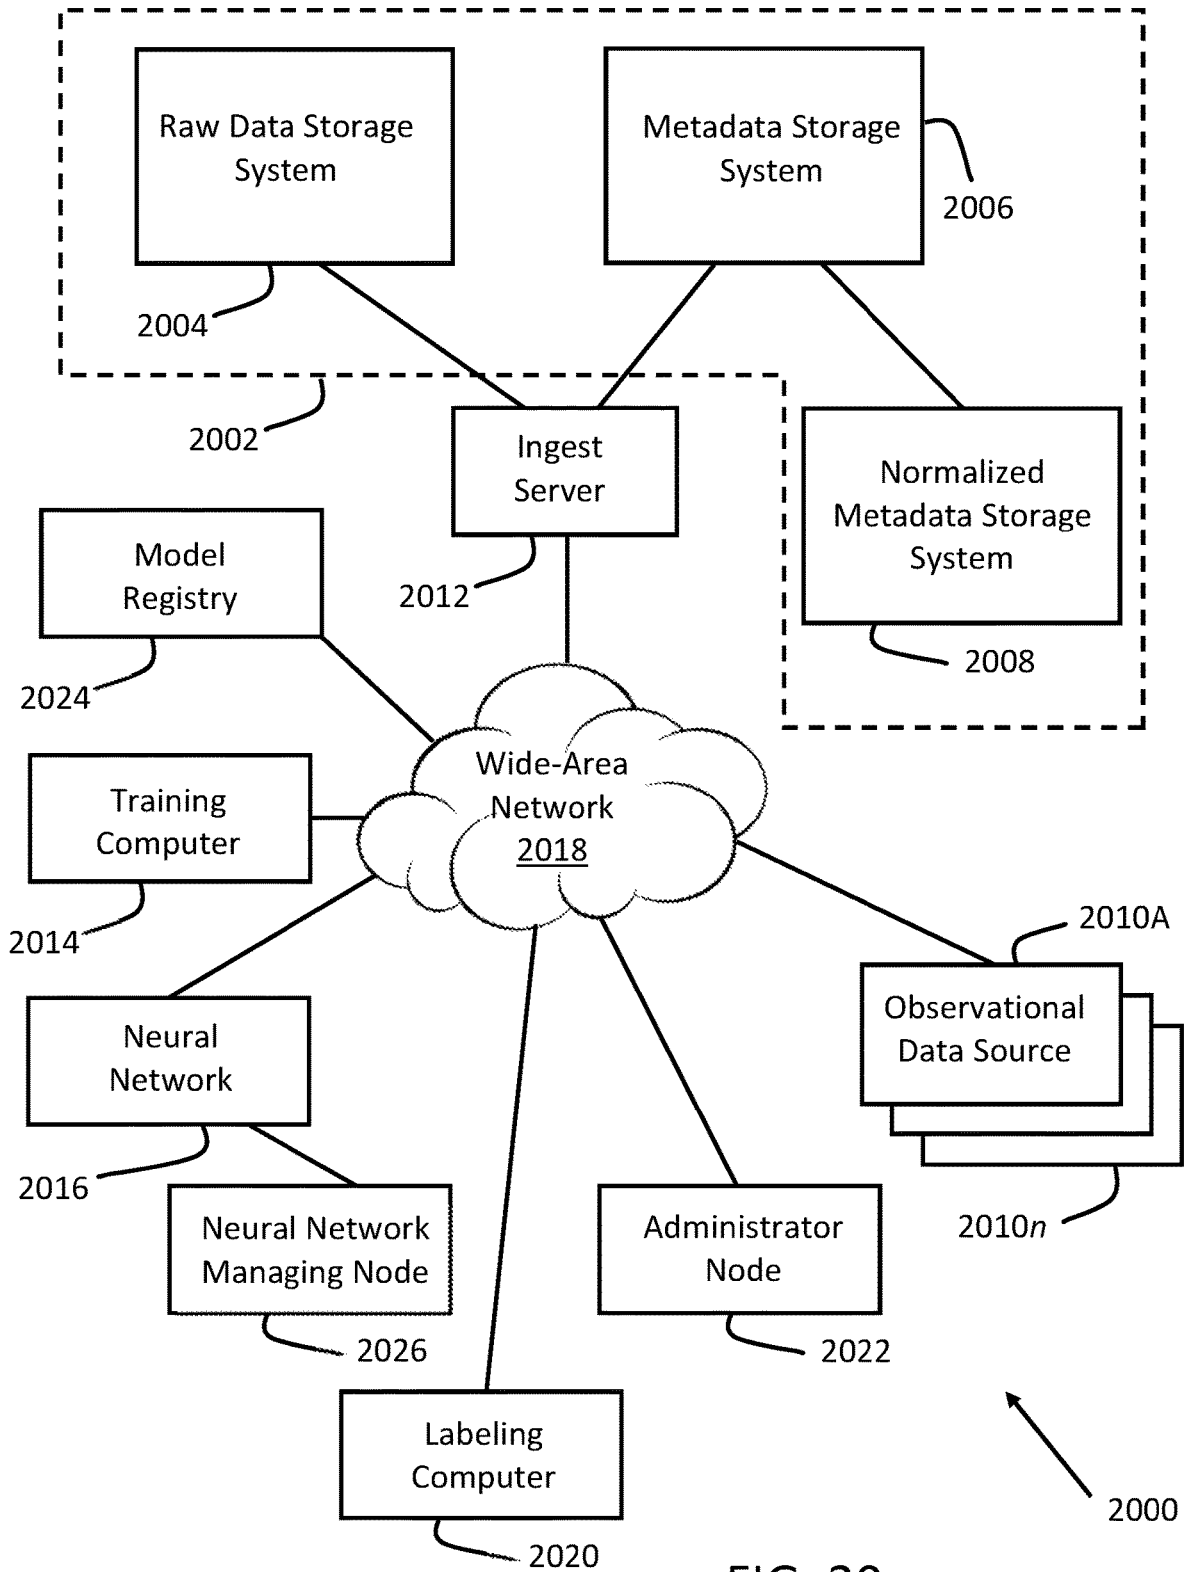 Raw Data Storage
System
Metadata Storage
System
2006
2004
2002
Ingest
Server
2012
Normalized
Metadata Storage
System
2008
Model
Registry
2024
Wide-Area
Network
2018
Training
Computer
2014
2010A
Observational
Data Source
2010n
Neural
Network
2016
Neural Network
Managing Node
2026
Administrator
Node
2022
Labeling
Computer
2020
2000
FIG. 20